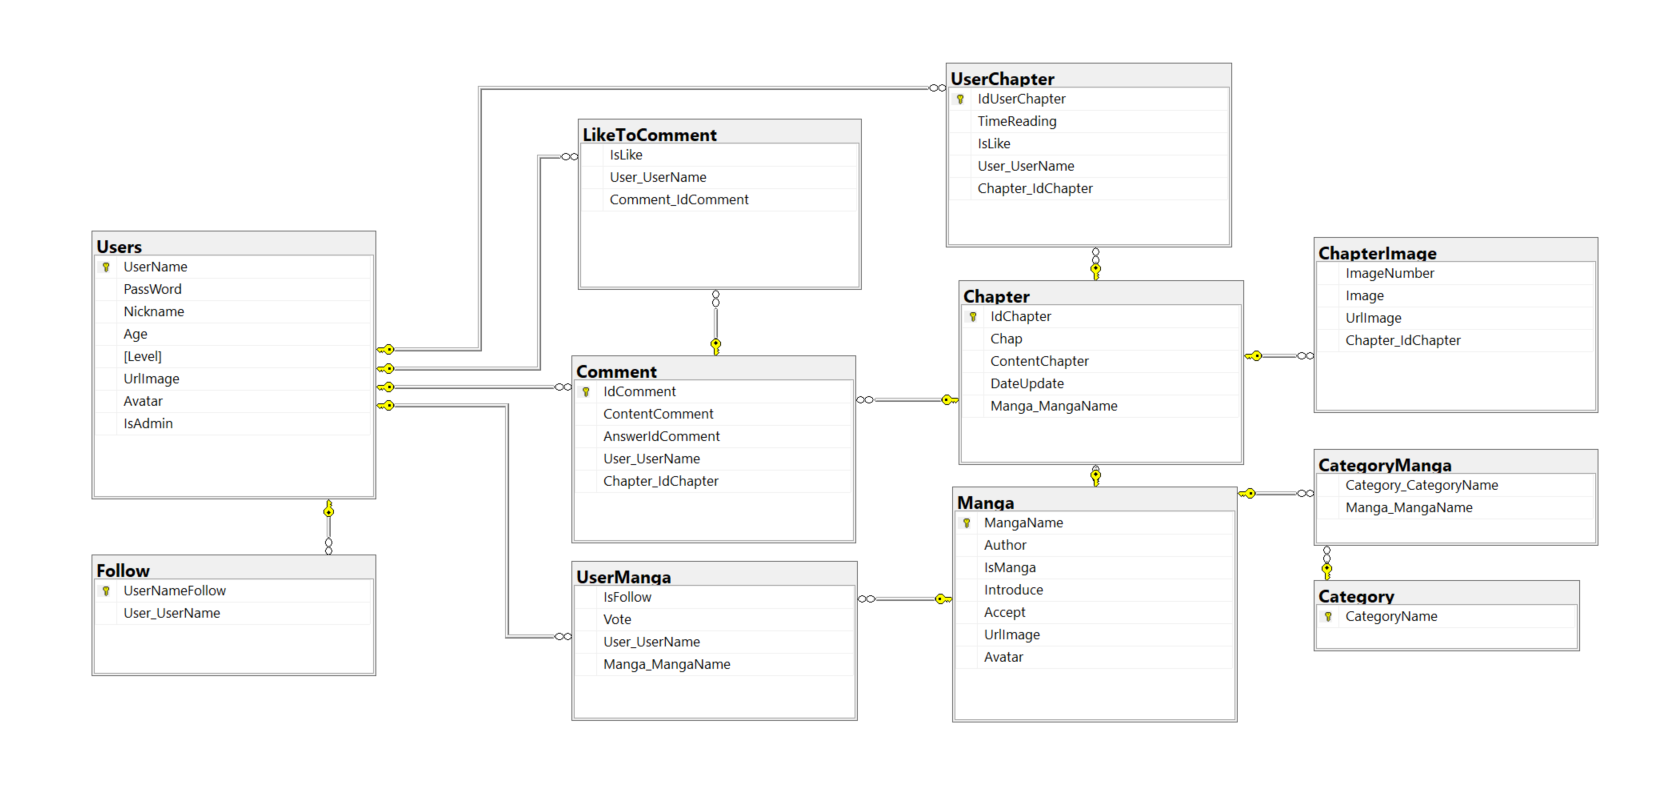 UserChapter
IdUserChapter
TimeReading
IsLike
User_UserName
Chapter_IdChapter
LikeToComment
IsLike
User_UserName
Comment_IdComment
Users
UserName
PassWord
Nickname
Age
[Level]
UrlImage
Avatar
IsAdmin
ChapterImage
ImageNumber
Image
UrlImage
Chapter_IdChapter
Chapter
IdChapter
Chap
ContentChapter
DateUpdate
Manga_MangaName
Comment
IdComment
ContentComment
AnswerIdComment
User_UserName
Chapter_IdChapter
CategoryManga
Category_CategoryName
Manga_MangaName
Manga
MangaName
Author
IsManga
Introduce
Accept
UrlImage
Avatar
Follow
UserNameFollow
User_UserName
UserManga
IsFollow
Vote
User_UserName
Manga_MangaName
Category
CategoryName